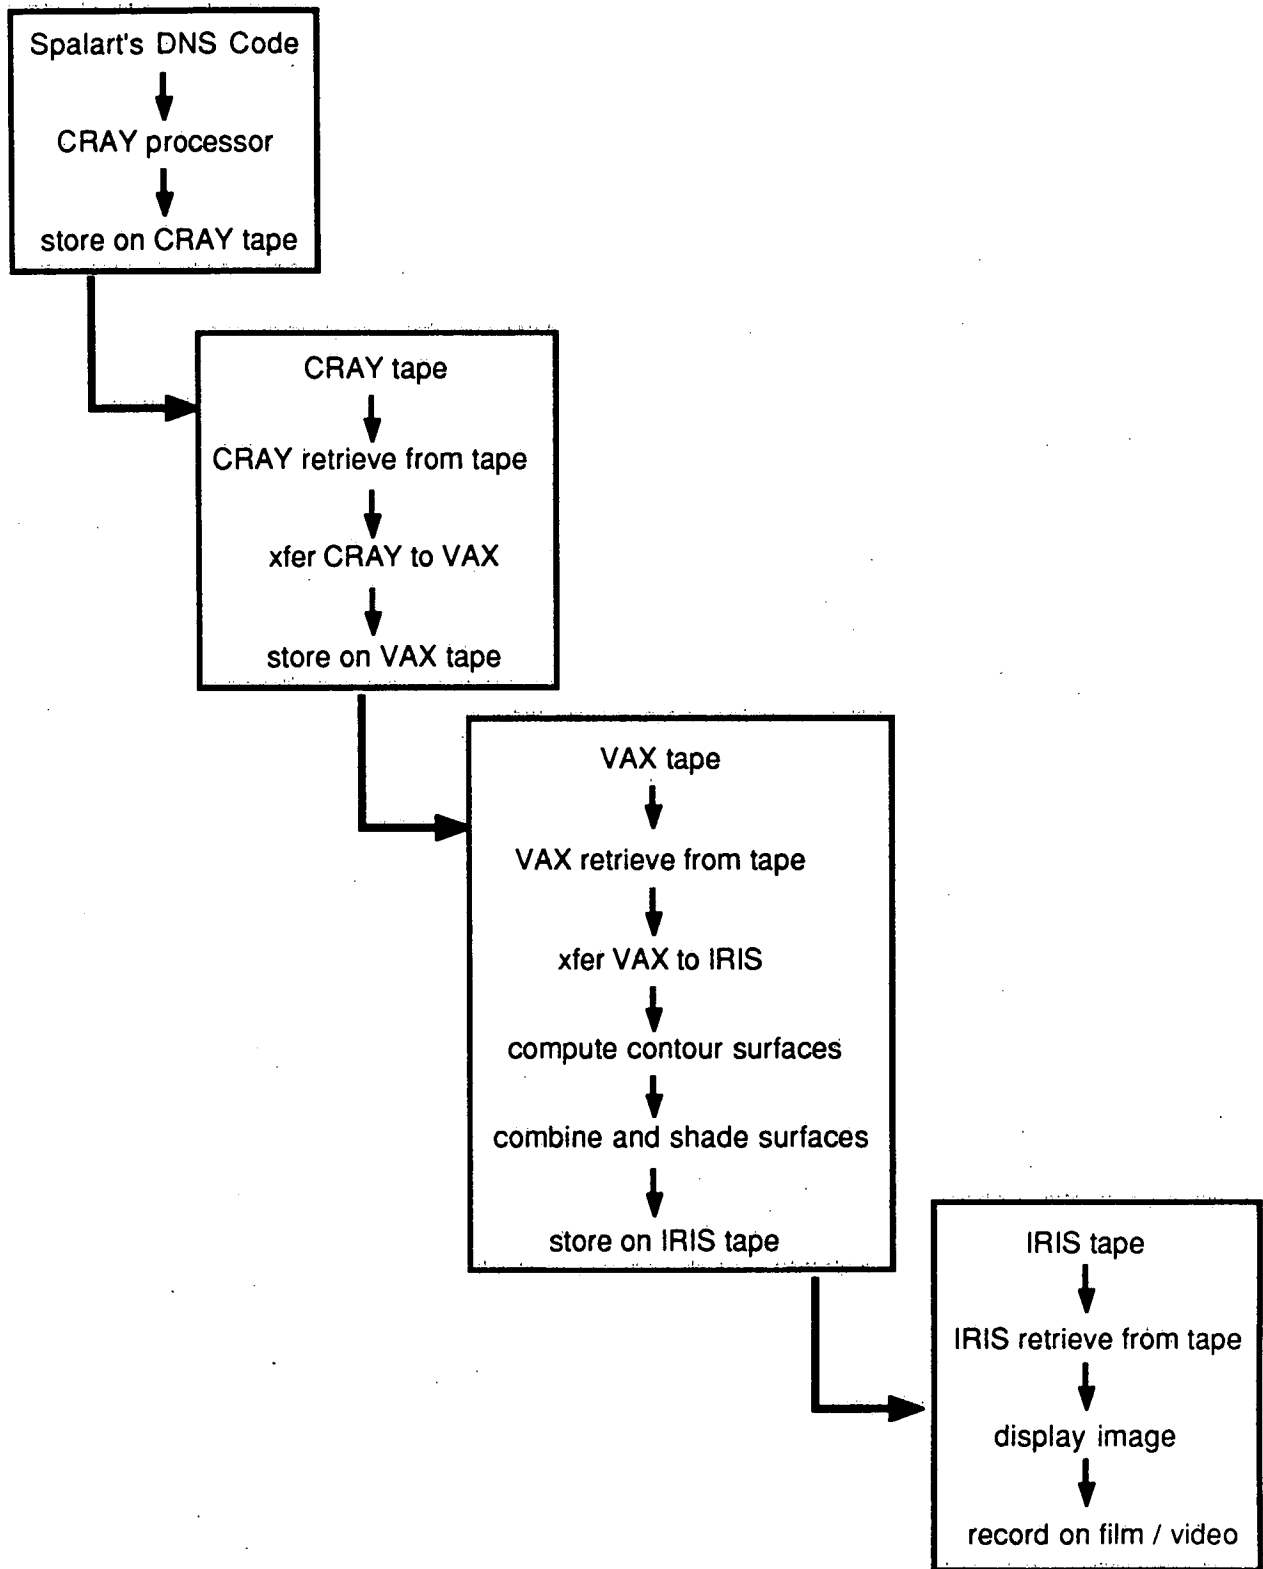 Spalart's DNS Code
CRAY processor
store on CRAY tape
CRAY tape
CRAY retrieve from tape
xfer CRAY to VAX
store on VAX tape
VAX tape
VAX retrieve from tape
xfer VAX to IRIS
compute contour surfaces
combine and shade surfaces
store on IRIS tape
IRIS tape
IRIS retrieve from tape
display image
record on film / video